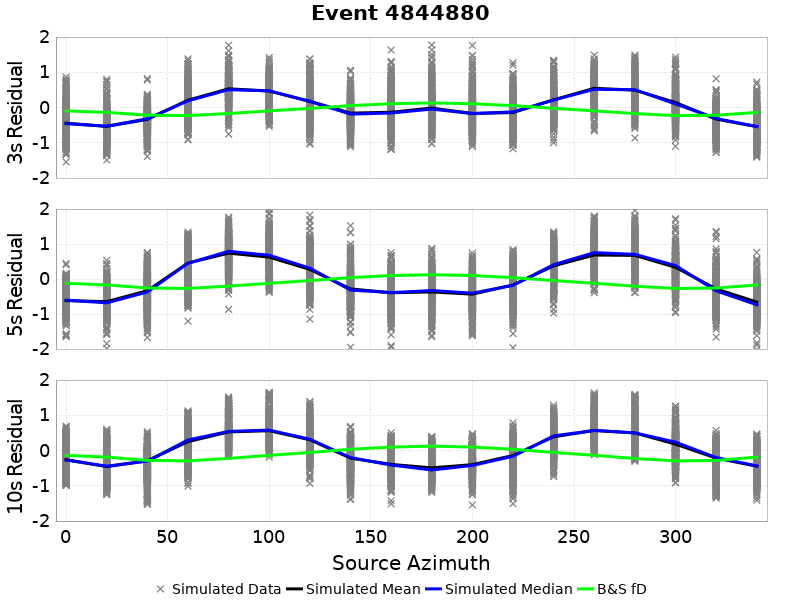 Event 4844880
2
1
0
-1
-2
3s Residual
2
1
0
-1
-2
5s Residual
2
1
0
-1
-2
10s Residual
0 50 100 150 200 250 300
Source Azimuth
Simulated Data Simulated Mean Simulated Median B&S fD